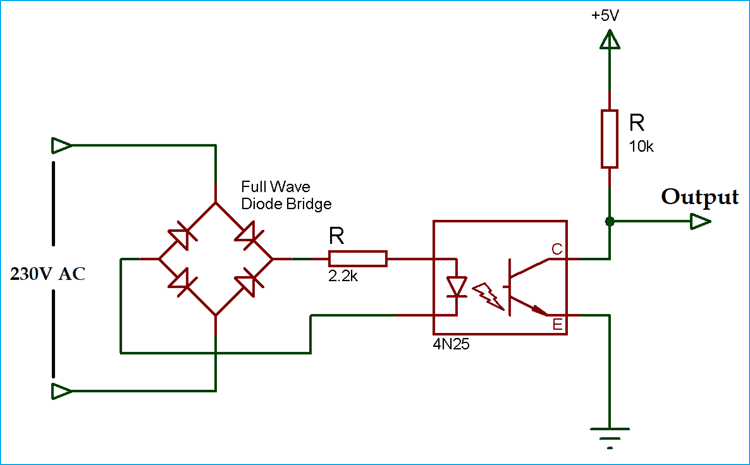 +5V
R
10k
Output
Full Wave
Diode Bridge
R
2.2k
C
230V AC
E
4N25